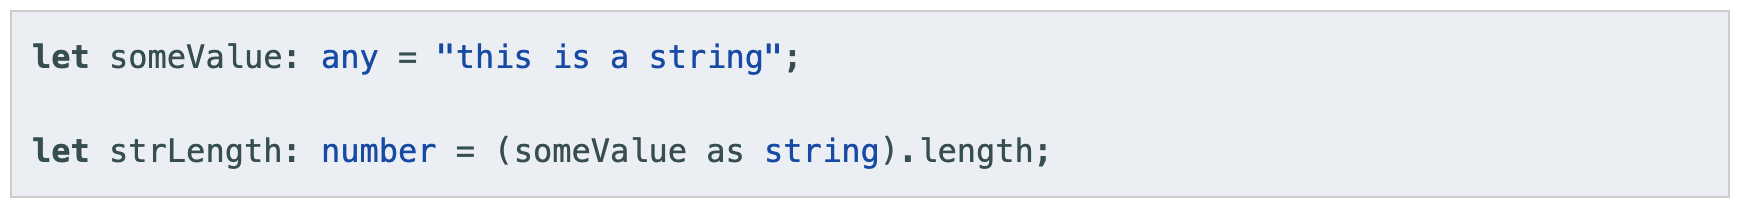 let someValue: any = "this is a string";
let strLength: number = (someValue as string).length;